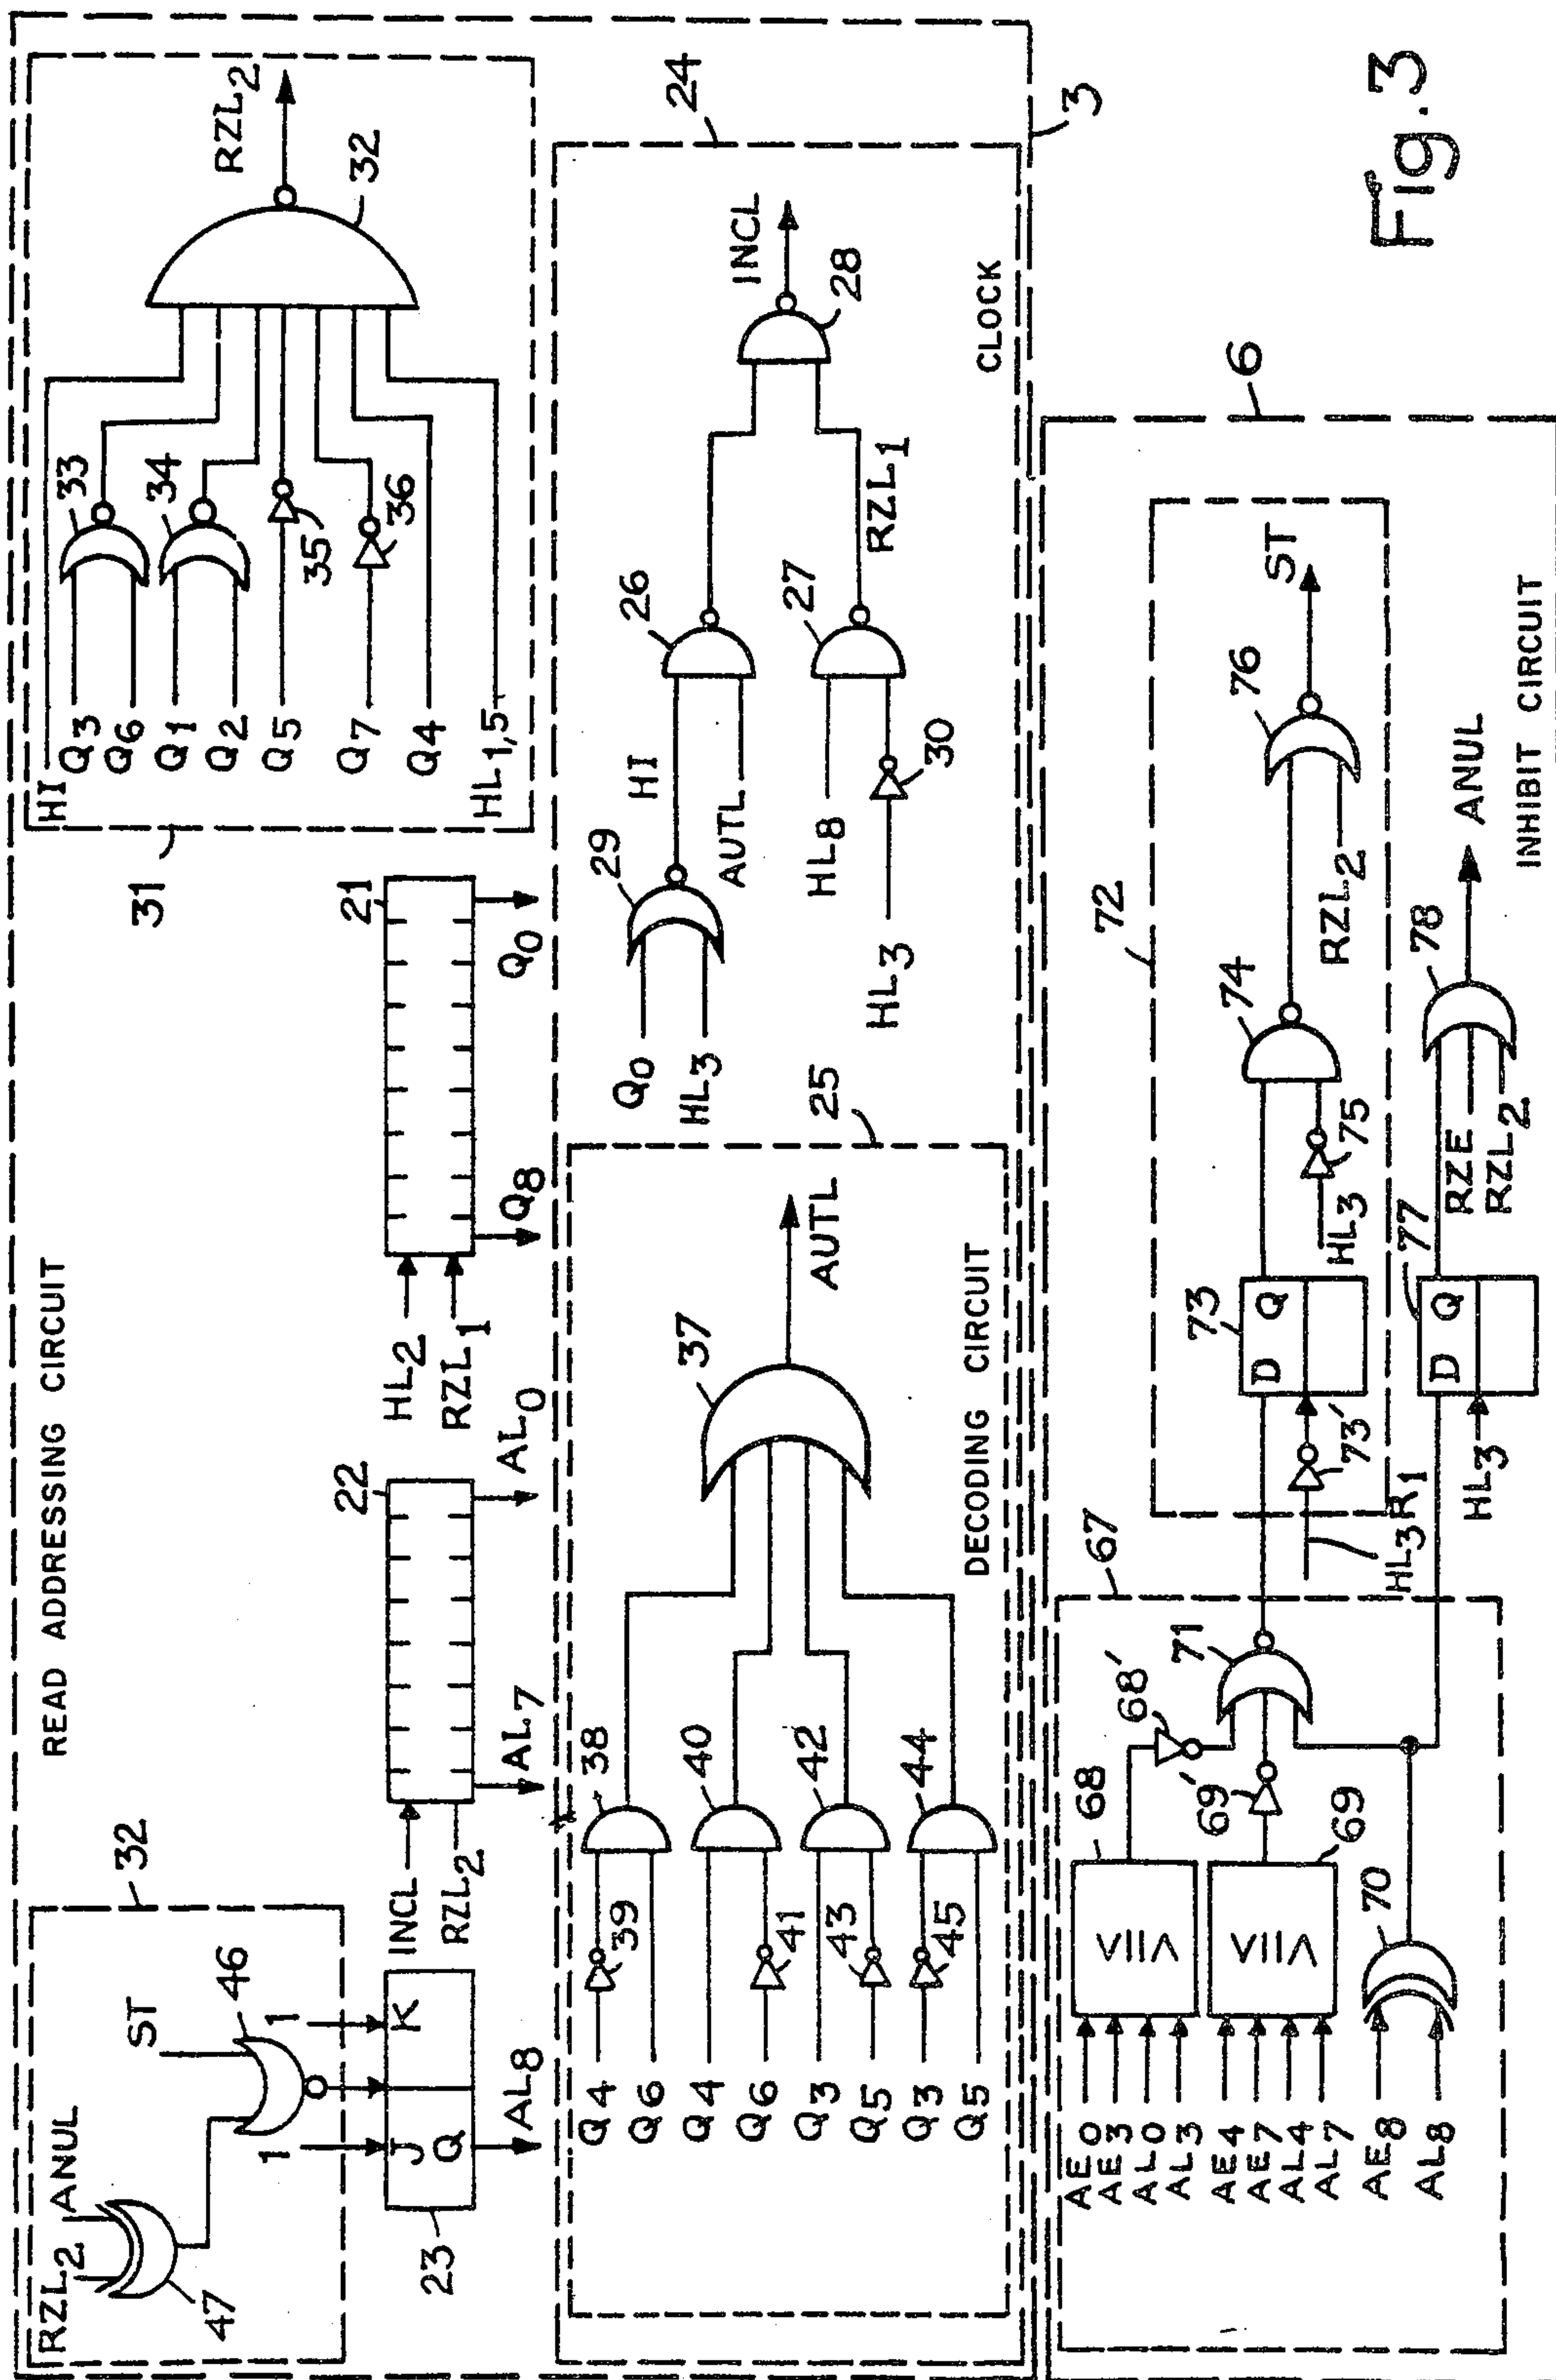 READ ADDRESSING CIRCUIT
32
RZL2
ANUL
ST
47
46
1
1
J
K
Q
23
AL8
INCL
RZL2
22
AL7
AL0
HL2
RZL1
21
Q8
Q0
31
HI
Q3
Q6
Q1
Q2
Q5
Q7
Q4
HL1,5
33
34
35
36
32
RZL2
24
3
25
Q4
Q6
Q4
Q6
Q3
Q5
Q3
Q5
39
41
43
45
38
40
42
44
37
AUTL
DECODING CIRCUIT
Q0
HL3
29
HI
AUTL
26
HL8
HL3
30
27
RZL1
28
INCL
CLOCK
6
67
AE0
AE3
AL0
AL3
AE4
AE7
AL4
AL7
AE8
AL8
68
69
70
68'
69'
71
HL3
R1
72
73'
73
D Q
HL3
75
74
RZL2
76
ST
HL3
77
D Q
RZE
RZL2
78
ANUL
INHIBIT CIRCUIT
Fig.3